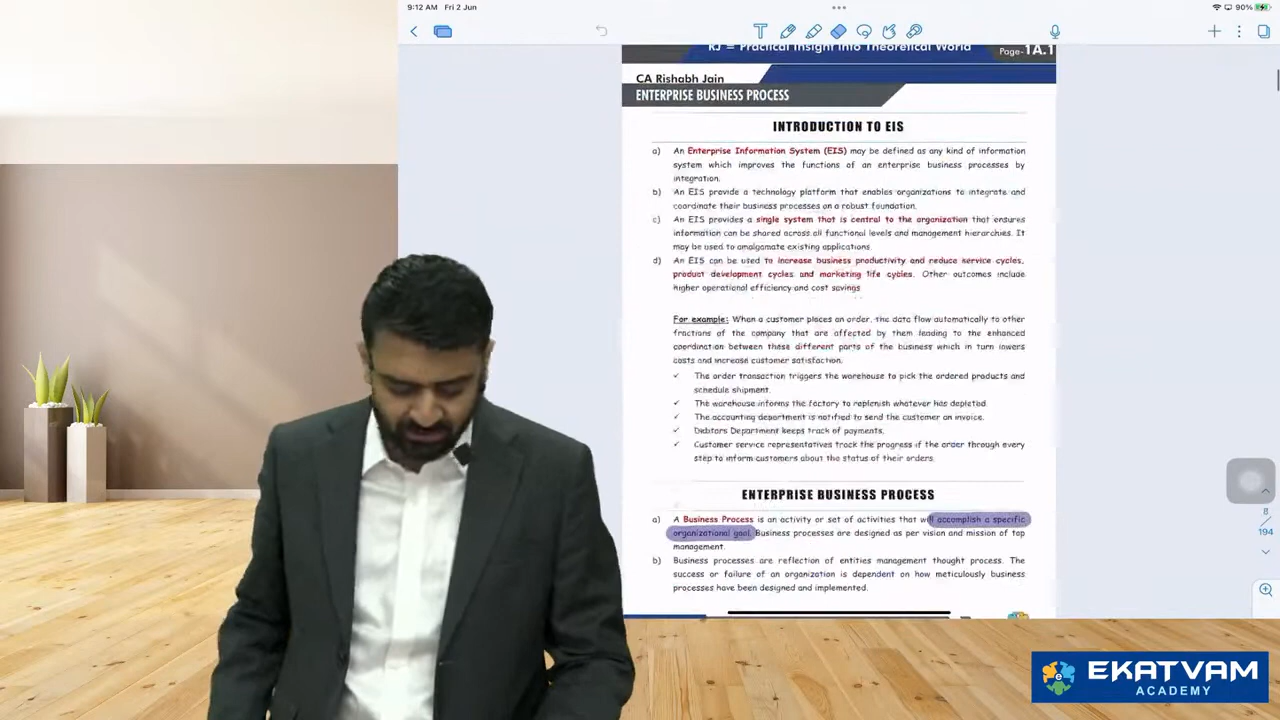 9:12 AM Fri 2 Jun
90%
RJ = Practical Insight Into Theoretical World
Page-1A.1
CA Rishabh Jain
ENTERPRISE BUSINESS PROCESS
INTRODUCTION TO EIS
a) An Enterprise Information System (EIS) may be defined as any kind of information
system which improves the functions of an enterprise business processes by
integration.
b) An EIS provide a technology platform that enables organizations to integrate and
coordinate their business processes on a robust foundation.
c) An EIS provides a single system that is central to the organization that ensures
information can be shared across all functional levels and management hierarchies. It
may be used to amalgamate existing applications.
d) An EIS can be used to increase business productivity and reduce service cycles,
product development cycles and marketing life cycles. Other outcomes include
higher operational efficiency and cost savings
For example: When a customer places an order, the data flow automatically to other
fractions of the company that are affected by them leading to the enhanced
coordination between these different parts of the business which in turn lowers
costs and increase customer satisfaction.
✓ The order transaction triggers the warehouse to pick the ordered products and
schedule shipment.
✓ The warehouse informs the factory to replenish whatever has depleted.
✓ The accounting department is notified to send the customer an invoice.
✓ Debtors Department keeps track of payments.
✓ Customer service representatives track the progress if the order through every
step to inform customers about the status of their orders.
ENTERPRISE BUSINESS PROCESS
a) A Business Process is an activity or set of activities that will accomplish a specific
organizational goal. Business processes are designed as per vision and mission of top
management.
b) Business processes are reflection of entities management thought process. The
success or failure of an organization is dependent on how meticulously business
processes have been designed and implemented.
8
194
EKATVAM
ACADEMY